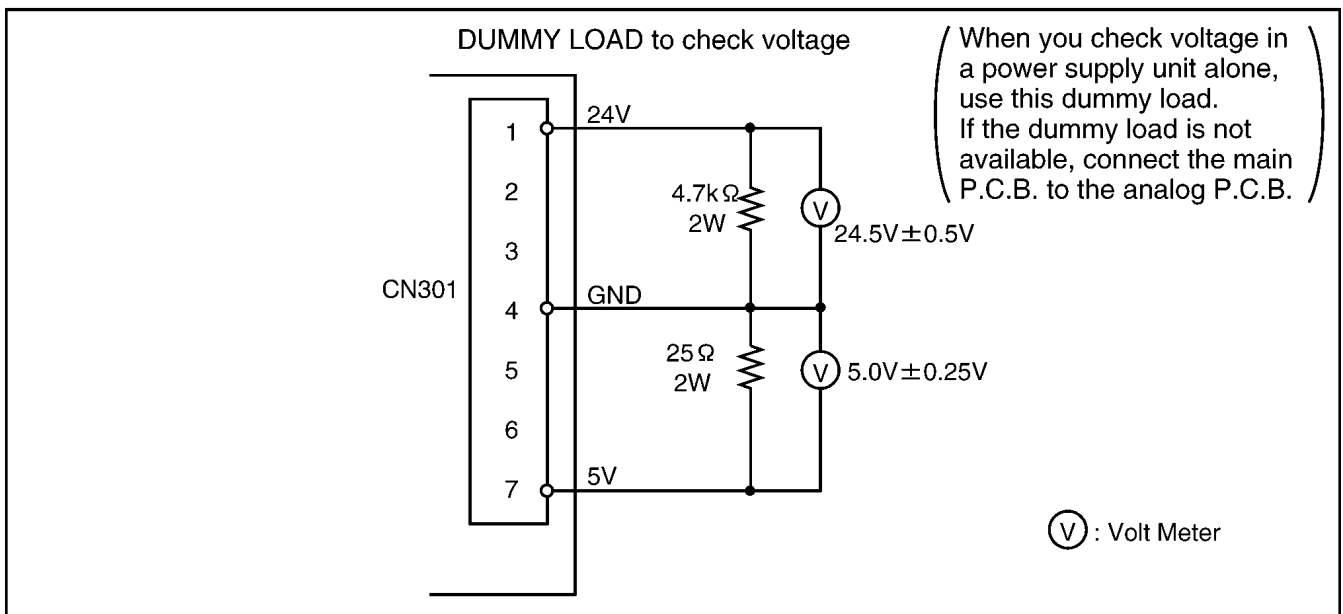 DUMMY LOAD to check voltage
When you check voltage in
a power supply unit alone,
use this dummy load.
If the dummy load is not
available, connect the main
P.C.B. to the analog P.C.B.
CN301
1
2
3
4
5
6
7
24V
4.7kΩ
2W
V
24.5V±0.5V
GND
25Ω
2W
V
5.0V±0.25V
5V
V : Volt Meter